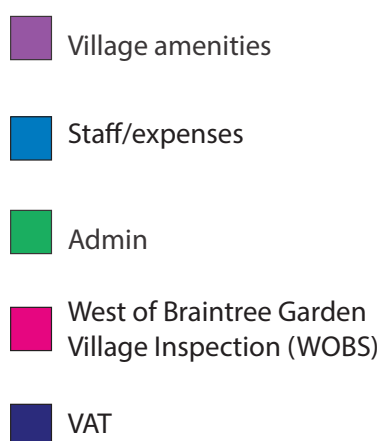 Village amenities
Staff/expenses
Admin
West of Braintree Garden
Village Inspection (WOBS)
VAT